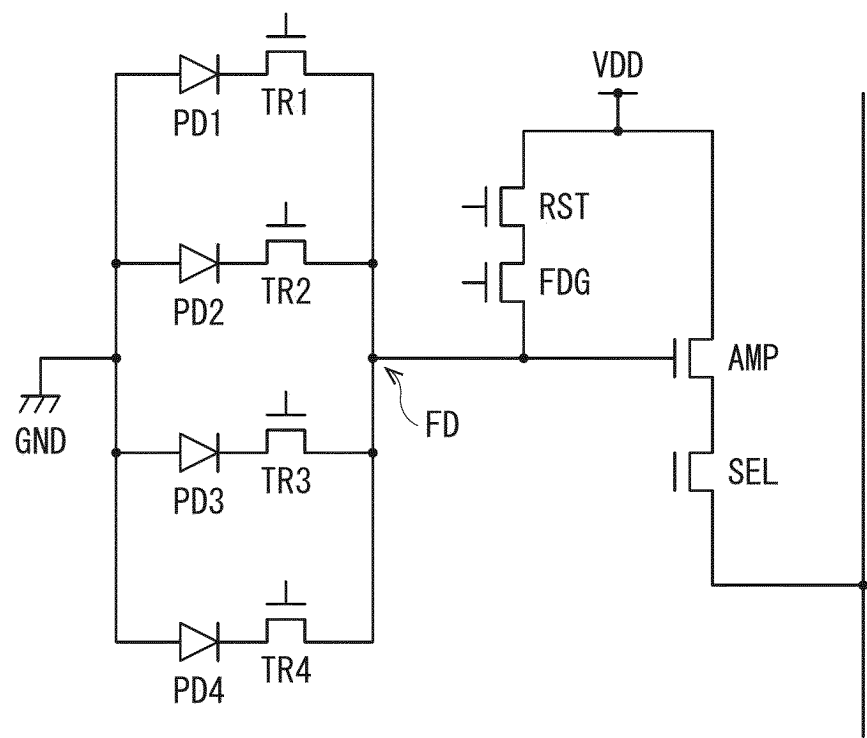 VDD
PD1
TR1
RST
PD2
TR2
FDG
AMP
GND
FD
PD3
TR3
SEL
PD4
TR4